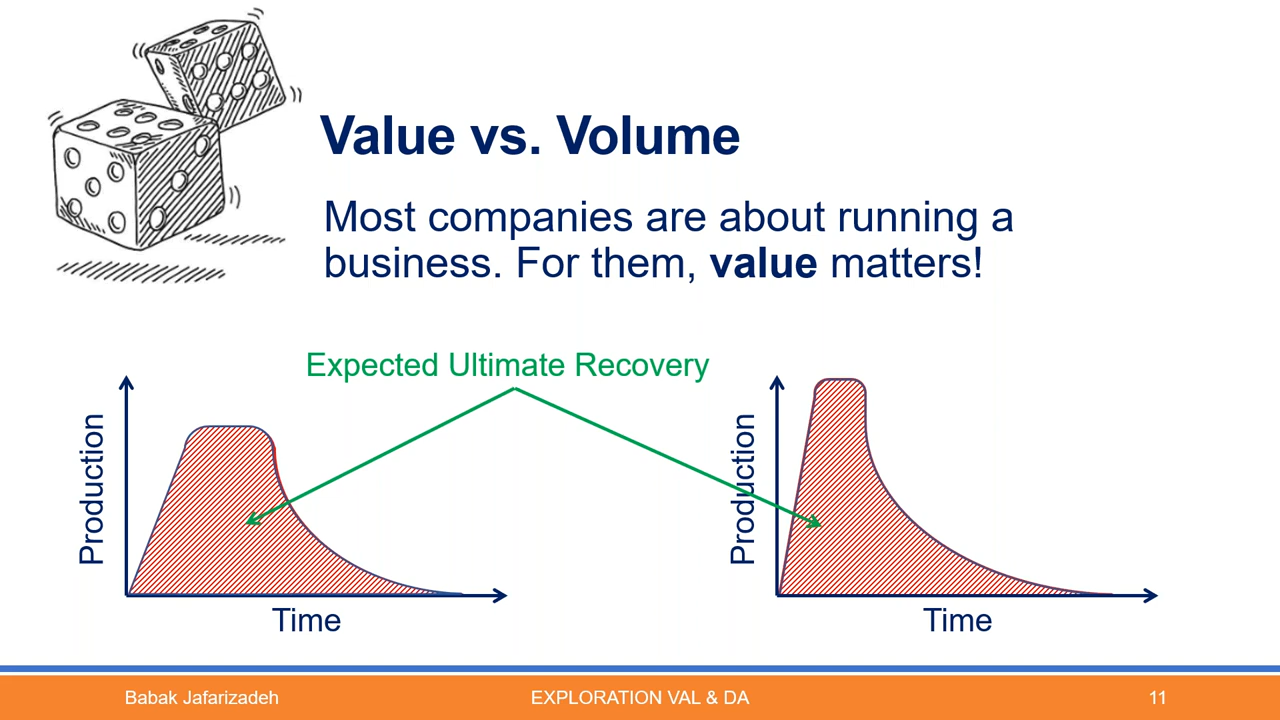 Value vs. Volume
Most companies are about running a
business. For them, value matters!
Expected Ultimate Recovery
Production
Time
Production
Time
Babak Jafarizadeh
EXPLORATION VAL & DA
11